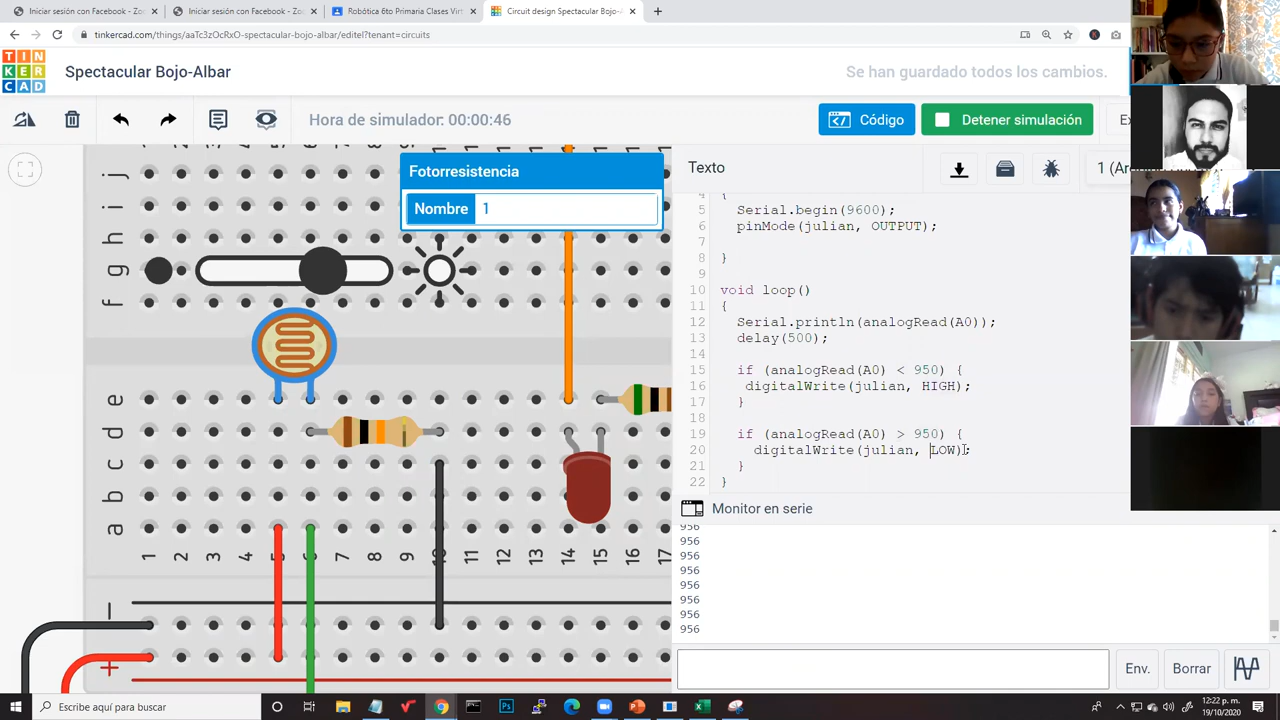 Iniciar sesión con Facebook - Zoo
Iniciar sesión con Facebook - Zoo
Robótica 6to Primaria Clases Virt
Circuit design Spectacular Bojo-
tinkercad.com/things/aaTc3zOcRxO-spectacular-bojo-albar/editel?tenant=circuits
TIN
KER
CAD
Spectacular Bojo-Albar
Se han guardado todos los cambios.
Hora de simulador: 00:00:46
Código
Detener simulación
Ex
Texto
1 (Ar
Fotorresistencia
Nombre 1
4 {
5 Serial.begin(9600);
6 pinMode(julian, OUTPUT);
7
8 }
9
10 void loop()
11 {
12 Serial.println(analogRead(A0));
13 delay(500);
14
15 if (analogRead(A0) < 950) {
16 digitalWrite(julian, HIGH);
17 }
18
19 if (analogRead(A0) > 950) {
20 digitalWrite(julian, LOW);
21 }
22 }
Monitor en serie
956
956
956
956
956
956
956
956
Env.
Borrar
j
i
h
g
f
e
d
c
b
a
1 2 3 4 5 6 7 8 9 10 11 12 13 14 15 16 17
−
+
Escribe aquí para buscar
12:22 p.m.
19/10/2020